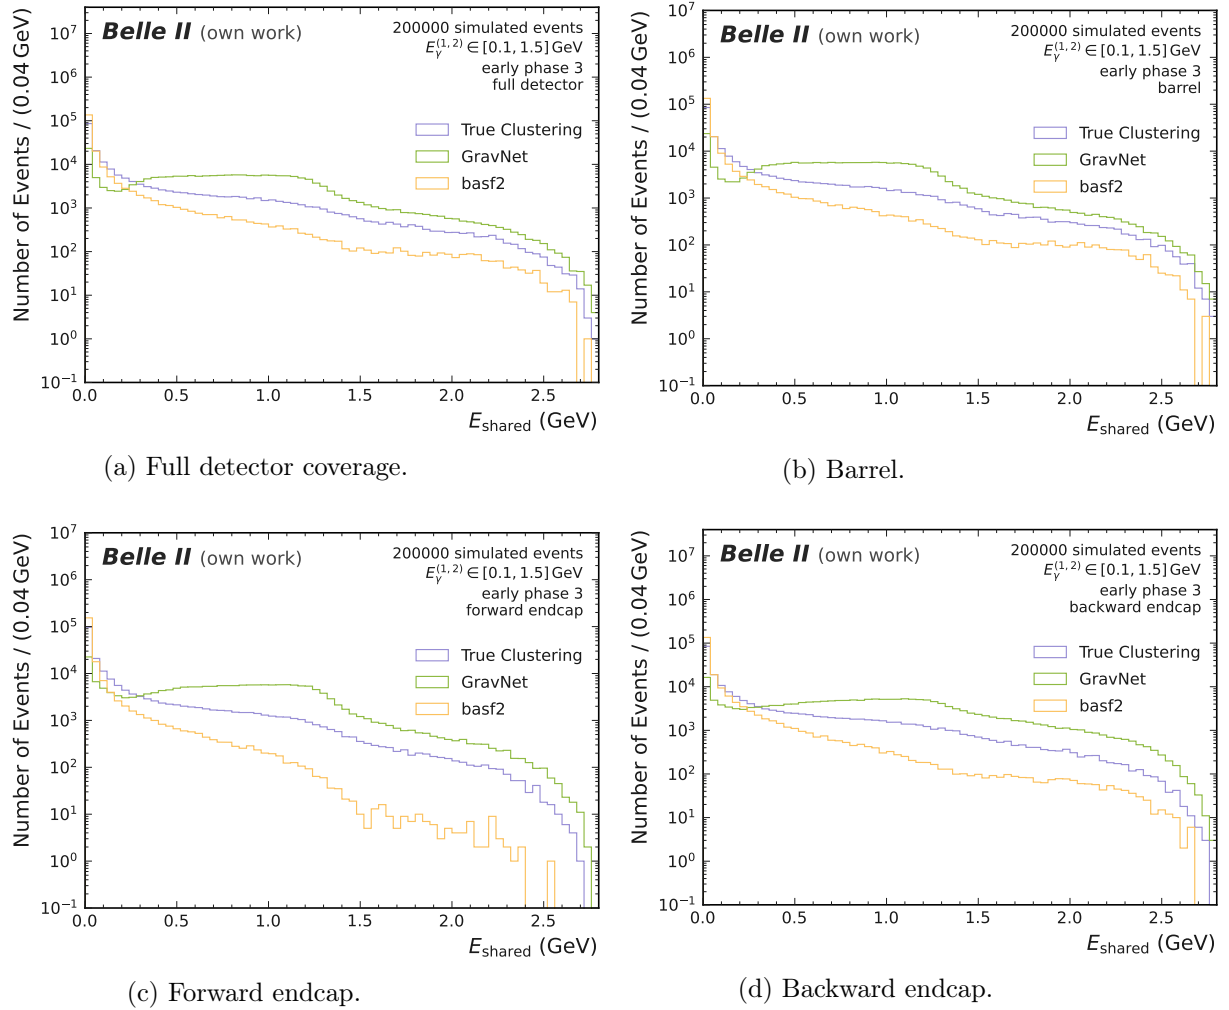 Belle II (own work)
200000 simulated events
E_γ^(1, 2) ∈ [0.1, 1.5] GeV
early phase 3
full detector
True Clustering
GravNet
basf2
Number of Events / (0.04 GeV)
10^7
10^6
10^5
10^4
10^3
10^2
10^1
10^0
10^−1
0.0 0.5 1.0 1.5 2.0 2.5
E_shared (GeV)
(a) Full detector coverage.
Belle II (own work)
200000 simulated events
E_γ^(1, 2) ∈ [0.1, 1.5] GeV
early phase 3
barrel
True Clustering
GravNet
basf2
Number of Events / (0.04 GeV)
10^7
10^6
10^5
10^4
10^3
10^2
10^1
10^0
10^−1
0.0 0.5 1.0 1.5 2.0 2.5
E_shared (GeV)
(b) Barrel.
Belle II (own work)
200000 simulated events
E_γ^(1, 2) ∈ [0.1, 1.5] GeV
early phase 3
forward endcap
True Clustering
GravNet
basf2
Number of Events / (0.04 GeV)
10^7
10^6
10^5
10^4
10^3
10^2
10^1
10^0
10^−1
0.0 0.5 1.0 1.5 2.0 2.5
E_shared (GeV)
(c) Forward endcap.
Belle II (own work)
200000 simulated events
E_γ^(1, 2) ∈ [0.1, 1.5] GeV
early phase 3
backward endcap
True Clustering
GravNet
basf2
Number of Events / (0.04 GeV)
10^7
10^6
10^5
10^4
10^3
10^2
10^1
10^0
10^−1
0.0 0.5 1.0 1.5 2.0 2.5
E_shared (GeV)
(d) Backward endcap.